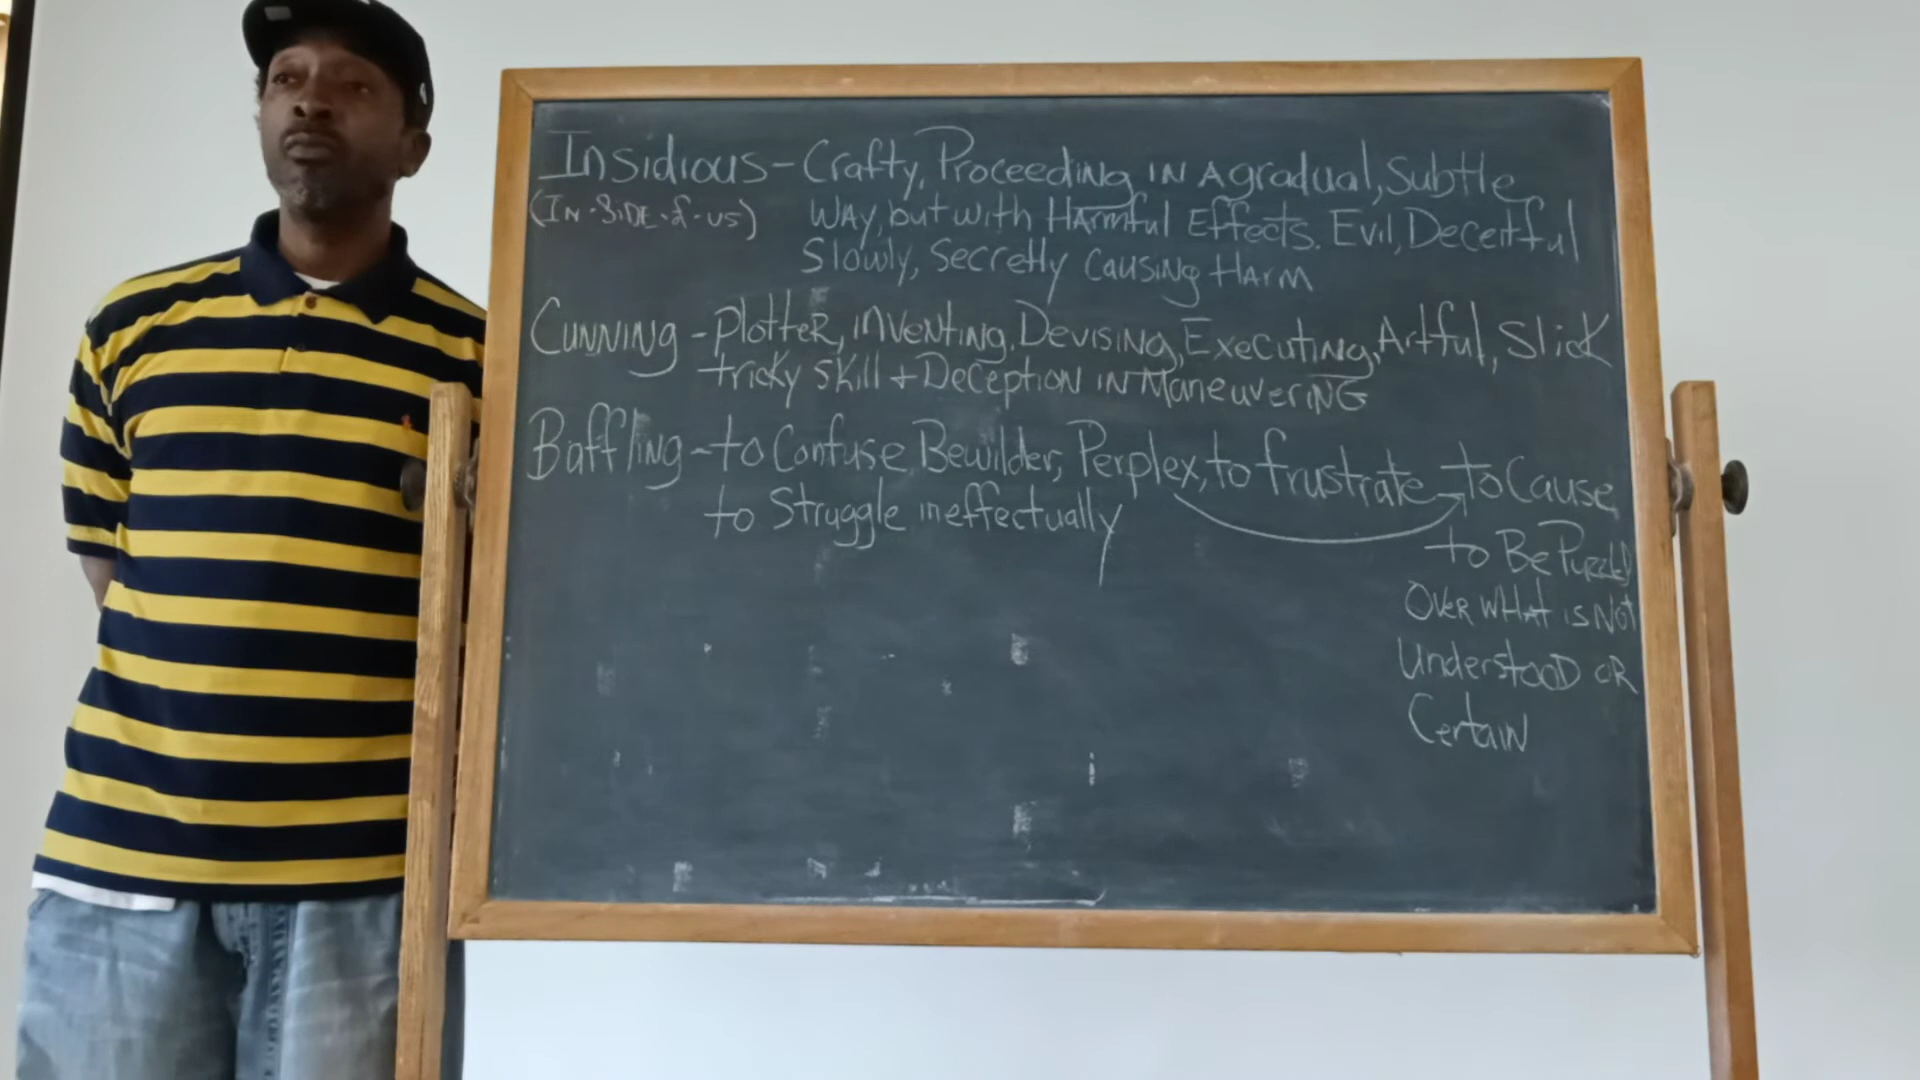 Insidious - Crafty, Proceeding IN A gradual, Subtle
(IN-SIDE-of-US) WAY, but with Harmful Effects. Evil, Deceitful
Slowly, Secretly Causing HArm
CUNNING - PlotteR, INVENTING, DEVISING, EXECUTING, Artful, Slick
tricky Skill + Deception IN ManeuveriNG
Baffling - to Confuse, Bewilder, Perplex, to frustrate to Cause
to Struggle ineffectually
to Be Puzzled
OVER WHAT is NOT
UnderstOOD OR
CertaiN